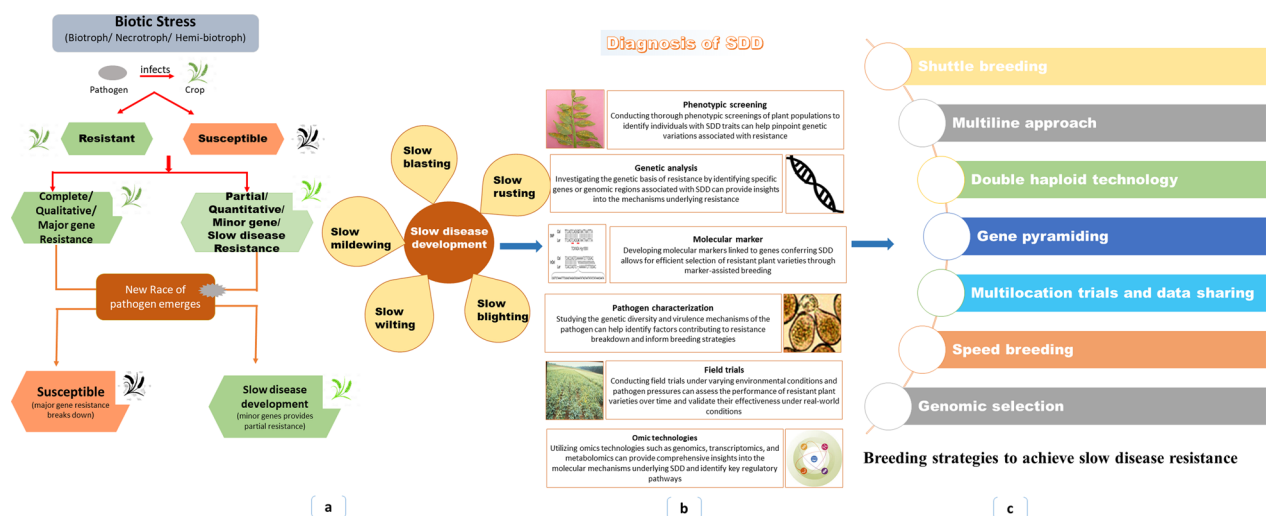 Biotic Stress
(Biotroph/ Necrotroph/ Hemi-biotroph)
infects
Pathogen
Crop
Resistant
Susceptible
Complete/
Qualitative/
Major gene
Resistance
Partial/
Quantitative/
Minor gene/
Slow disease
Resistance
New Race of
pathogen emerges
Susceptible
(major gene resistance
breaks down)
Slow disease
development
(minor genes provides
partial resistance)
Slow
blasting
Slow
rusting
Slow
mildewing
Slow disease
development
Slow
wilting
Slow
blighting
a
Diagnosis of SDD
Phenotypic screening
Conducting thorough phenotypic screenings of plant populations to
identify individuals with SDD traits can help pinpoint genetic
variations associated with resistance
Genetic analysis
Investigating the genetic basis of resistance by identifying specific
genes or genomic regions associated with SDD can provide insights
into the mechanisms underlying resistance
Molecular marker
Developing molecular markers linked to genes conferring SDD
allows for efficient selection of resistant plant varieties through
marker-assisted breeding
Pathogen characterization
Studying the genetic diversity and virulence mechanisms of the
pathogen can help identify factors contributing to resistance
breakdown and inform breeding strategies
Field trials
Conducting field trials under varying environmental conditions and
pathogen pressures can assess the performance of resistant plant
varieties over time and validate their effectiveness under real-world
conditions
Omic technologies
Utilizing omics technologies such as genomics, transcriptomics, and
metabolomics can provide comprehensive insights into the
molecular mechanisms underlying SDD and identify key regulatory
pathways
b
Shuttle breeding
Multiline approach
Double haploid technology
Gene pyramiding
Multilocation trials and data sharing
Speed breeding
Genomic selection
Breeding strategies to achieve slow disease resistance
c